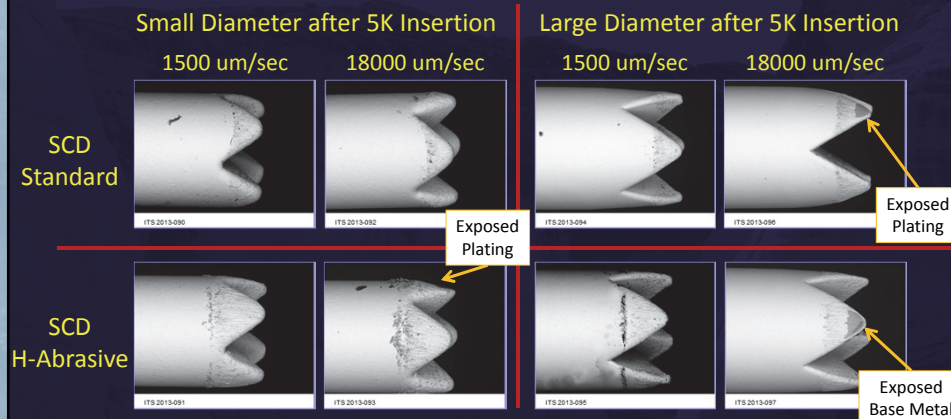 Small Diameter after 5K Insertion
Large Diameter after 5K Insertion
1500 um/sec
18000 um/sec
1500 um/sec
18000 um/sec
SCD
Standard
ITS 2013-090
ITS 2013-092
ITS 2013-094
ITS 2013-096
Exposed
Plating
Exposed
Plating
SCD
H-Abrasive
ITS 2013-091
ITS 2013-093
ITS 2013-095
ITS 2013-097
Exposed
Base Metal